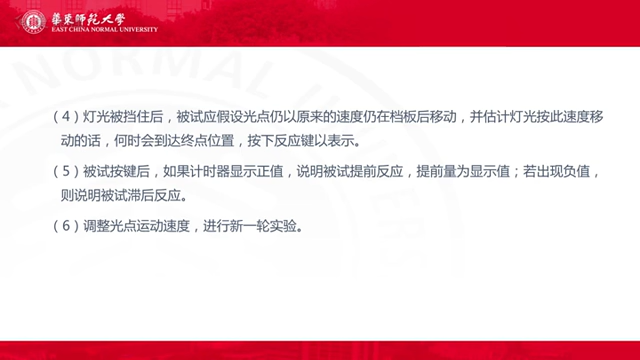 華東師範大學
EAST CHINA NORMAL UNIVERSITY
（4）灯光被挡住后，被试应假设光点仍以原来的速度仍在档板后移动，并估计灯光按此速度移
动的话，何时会到达终点位置，按下反应键以表示。
（5）被试按键后，如果计时器显示正值，说明被试提前反应，提前量为显示值；若出现负值，
则说明被试滞后反应。
（6）调整光点运动速度，进行新一轮实验。